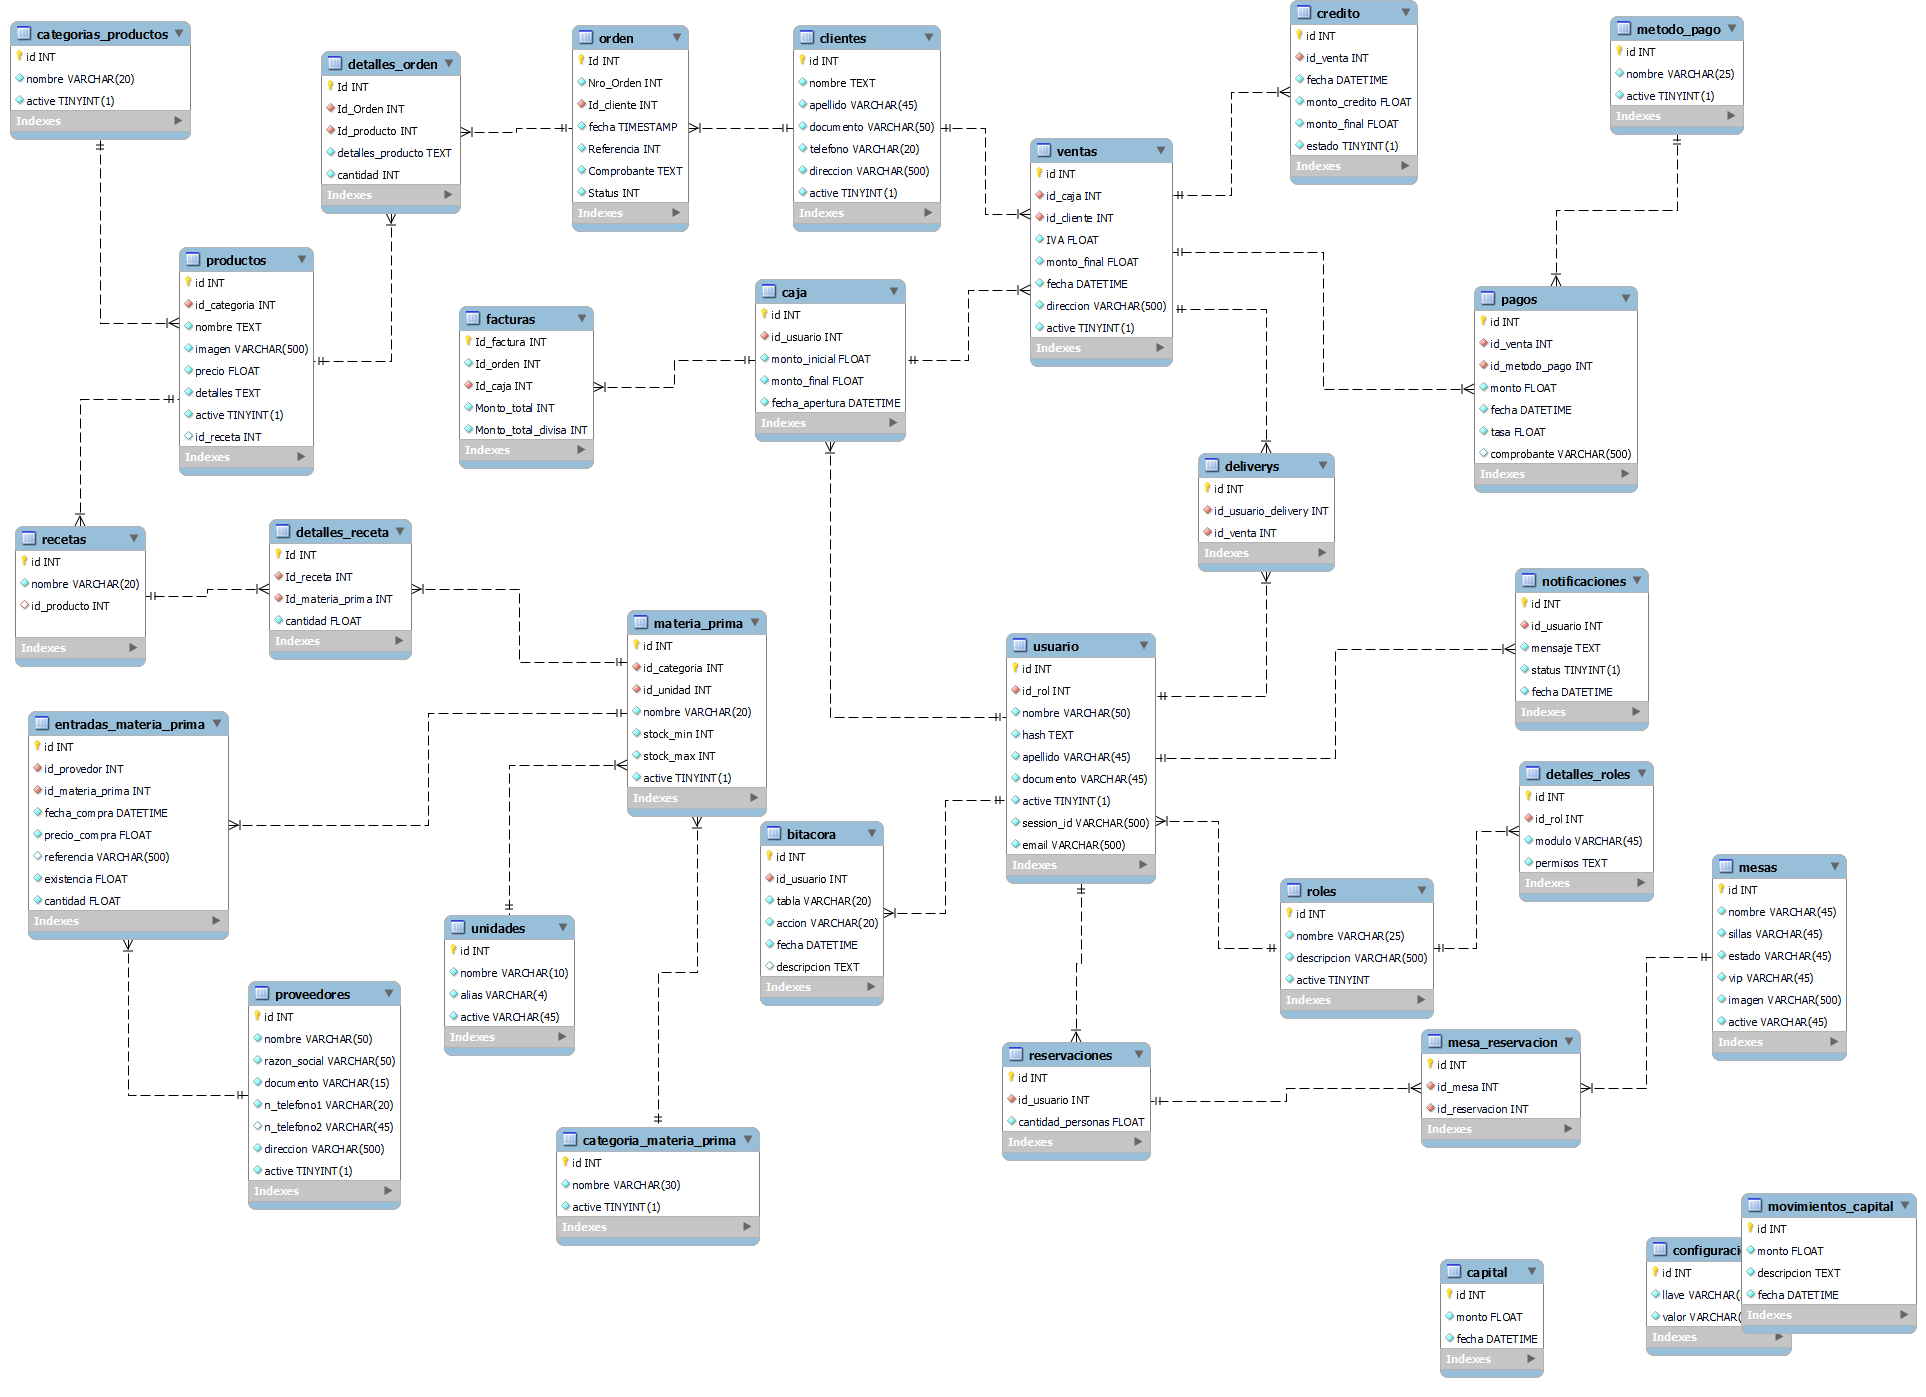 categorias_productos
id INT
nombre VARCHAR(20)
active TINYINT(1)
Indexes
detalles_orden
Id INT
Id_Orden INT
Id_producto INT
detalles_producto TEXT
cantidad INT
Indexes
orden
Id INT
Nro_Orden INT
Id_cliente INT
fecha TIMESTAMP
Referencia INT
Comprobante TEXT
Status INT
Indexes
clientes
id INT
nombre TEXT
apellido VARCHAR(45)
documento VARCHAR(50)
telefono VARCHAR(20)
direccion VARCHAR(500)
active TINYINT(1)
Indexes
credito
id INT
id_venta INT
fecha DATETIME
monto_credito FLOAT
monto_final FLOAT
estado TINYINT(1)
Indexes
metodo_pago
id INT
nombre VARCHAR(25)
active TINYINT(1)
Indexes
ventas
id INT
id_caja INT
id_cliente INT
IVA FLOAT
monto_final FLOAT
fecha DATETIME
direccion VARCHAR(500)
active TINYINT(1)
Indexes
productos
id INT
id_categoria INT
nombre TEXT
imagen VARCHAR(500)
precio FLOAT
detalles TEXT
active TINYINT(1)
id_receta INT
Indexes
facturas
Id_factura INT
Id_orden INT
Id_caja INT
Monto_total INT
Monto_total_divisa INT
Indexes
caja
id INT
id_usuario INT
monto_inicial FLOAT
monto_final FLOAT
fecha_apertura DATETIME
Indexes
pagos
id INT
id_venta INT
id_metodo_pago INT
monto FLOAT
fecha DATETIME
tasa FLOAT
comprobante VARCHAR(500)
Indexes
deliverys
id INT
id_usuario_delivery INT
id_venta INT
Indexes
recetas
id INT
nombre VARCHAR(20)
id_producto INT
Indexes
detalles_receta
Id INT
Id_receta INT
Id_materia_prima INT
cantidad FLOAT
Indexes
materia_prima
id INT
id_categoria INT
id_unidad INT
nombre VARCHAR(20)
stock_min INT
stock_max INT
active TINYINT(1)
Indexes
usuario
id INT
id_rol INT
nombre VARCHAR(50)
hash TEXT
apellido VARCHAR(45)
documento VARCHAR(45)
active TINYINT(1)
session_id VARCHAR(500)
email VARCHAR(500)
Indexes
notificaciones
id INT
id_usuario INT
mensaje TEXT
status TINYINT(1)
fecha DATETIME
Indexes
entradas_materia_prima
id INT
id_provedor INT
id_materia_prima INT
fecha_compra DATETIME
precio_compra FLOAT
referencia VARCHAR(500)
existencia FLOAT
cantidad FLOAT
Indexes
detalles_roles
id INT
id_rol INT
modulo VARCHAR(45)
permisos TEXT
Indexes
bitacora
id INT
id_usuario INT
tabla VARCHAR(20)
accion VARCHAR(20)
fecha DATETIME
descripcion TEXT
Indexes
roles
id INT
nombre VARCHAR(25)
descripcion VARCHAR(500)
active TINYINT
Indexes
mesas
id INT
nombre VARCHAR(45)
sillas VARCHAR(45)
estado VARCHAR(45)
vip VARCHAR(45)
imagen VARCHAR(500)
active VARCHAR(45)
Indexes
unidades
id INT
nombre VARCHAR(10)
alias VARCHAR(4)
active VARCHAR(45)
Indexes
proveedores
id INT
nombre VARCHAR(50)
razon_social VARCHAR(50)
documento VARCHAR(15)
n_telefono1 VARCHAR(20)
n_telefono2 VARCHAR(45)
direccion VARCHAR(500)
active TINYINT(1)
Indexes
reservaciones
id INT
id_usuario INT
cantidad_personas FLOAT
Indexes
mesa_reservacion
id INT
id_mesa INT
id_reservacion INT
Indexes
categoria_materia_prima
id INT
nombre VARCHAR(30)
active TINYINT(1)
Indexes
capital
id INT
monto FLOAT
fecha DATETIME
Indexes
configuraci
id INT
llave VARCHAR(
valor VARCHAR(
Indexes
movimientos_capital
id INT
monto FLOAT
descripcion TEXT
fecha DATETIME
Indexes